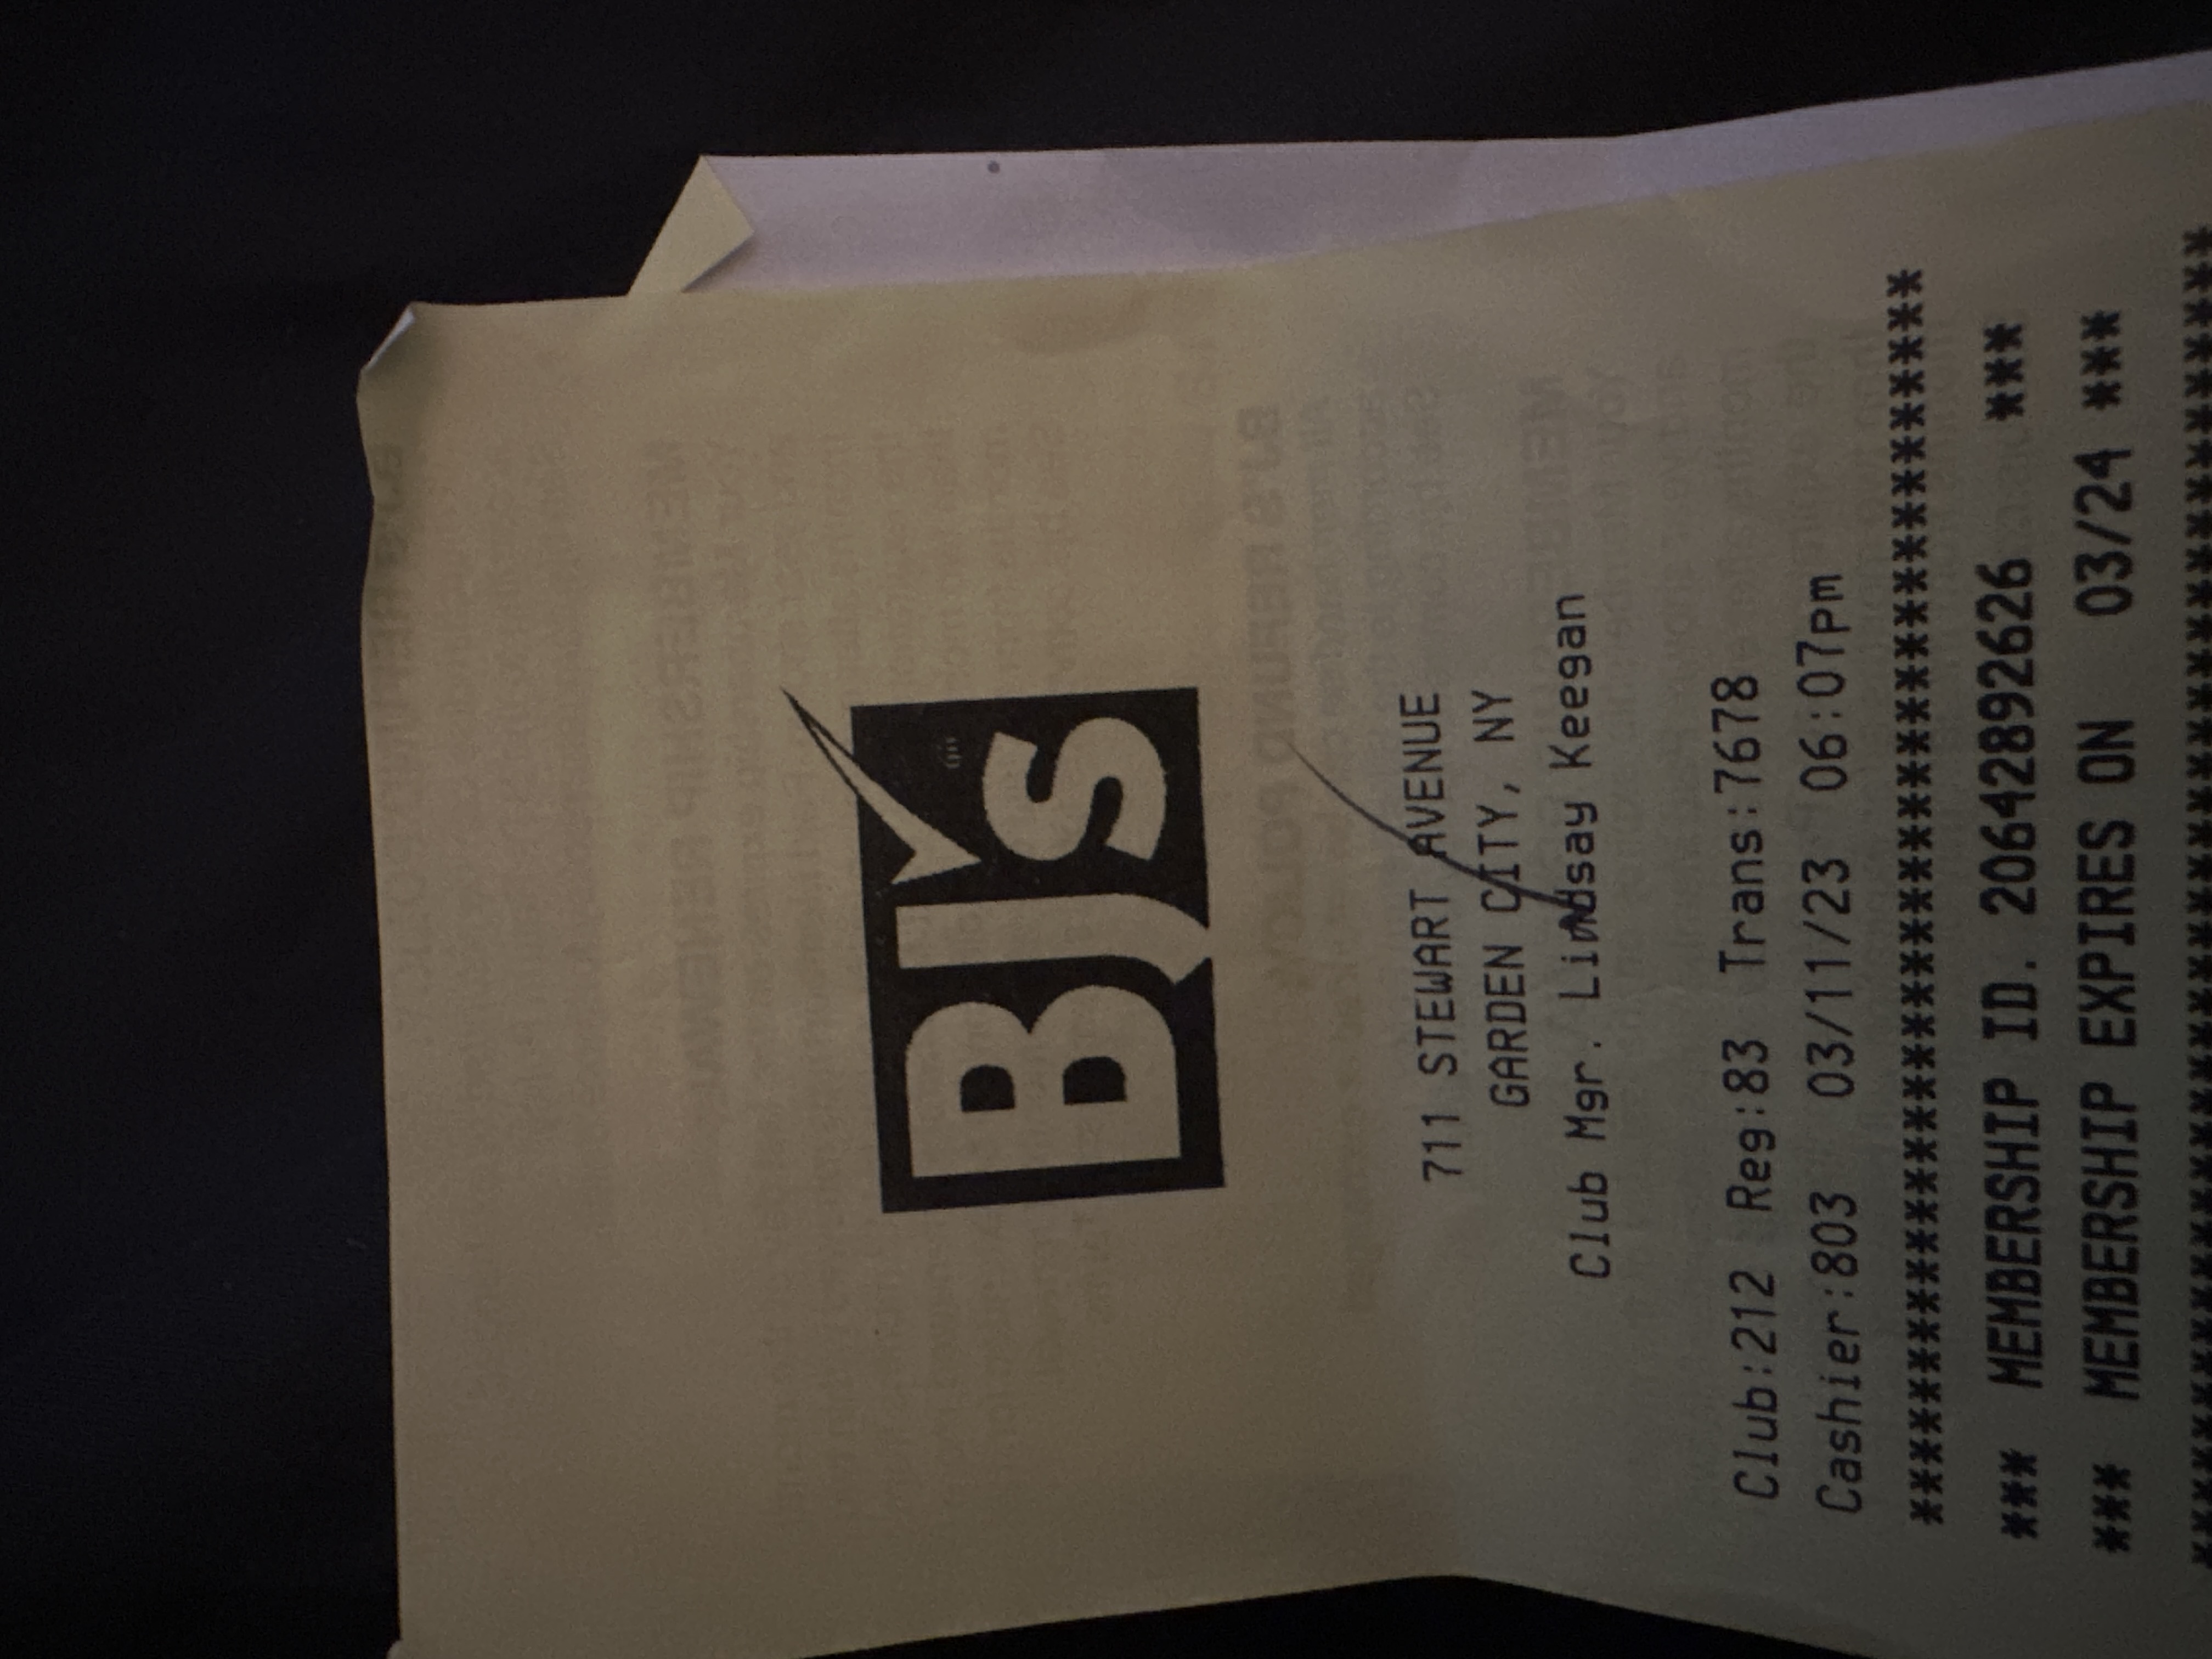 BJ's
711 STEWART AVENUE
GARDEN CITY, NY
Club Mgr. Lindsay Keegan
Club:212 Reg:83 Trans:7678
Cashier:803 03/11/23 06:07pm
****************************************
*** MEMBERSHIP ID. 20642892626 ***
*** MEMBERSHIP EXPIRES ON 03/24 ***
****************************************